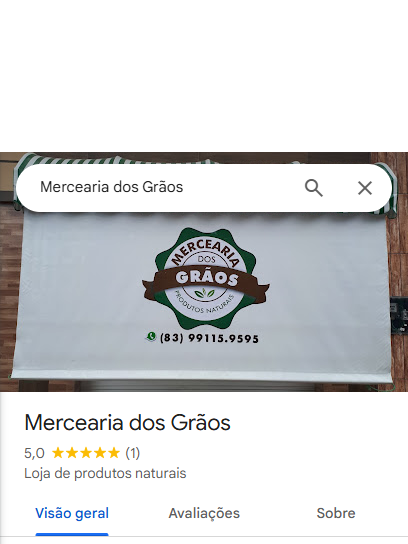 Mercearia dos Grãos
MERCEARIA
DOS
GRÃOS
PRODUTOS NATURAIS
(83) 99115.9595
Mercearia dos Grãos
5,0 ★★★★★ (1)
Loja de produtos naturais
Visão geral Avaliações Sobre